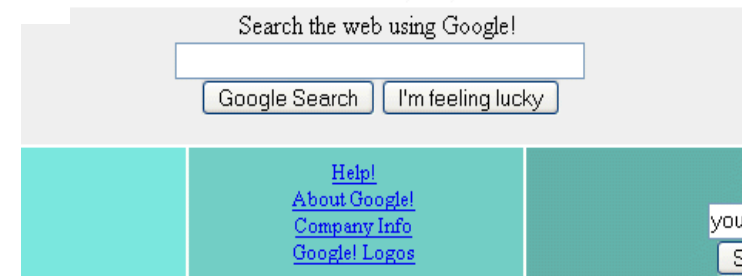 Search the web using Google!
Google Search I'm feeling lucky
Help!
About Google!
Company Info
Google! Logos